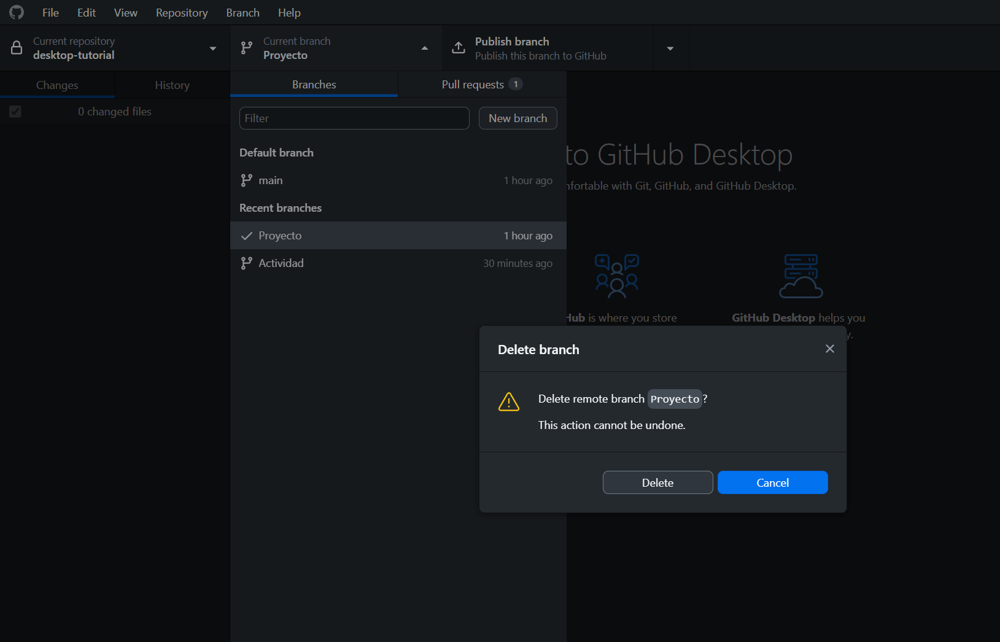 File Edit View Repository Branch Help
Current repository
desktop-tutorial
Current branch
Proyecto
Publish branch
Publish this branch to GitHub
Changes
History
0 changed files
Branches
Pull requests 1
Filter
New branch
Default branch
main 1 hour ago
Recent branches
Proyecto 1 hour ago
Actividad 30 minutes ago
to GitHub Desktop
with Git, GitHub, and GitHub Desktop.
is where you store
GitHub Desktop helps you
Delete branch
Delete remote branch Proyecto?
This action cannot be undone.
Delete
Cancel